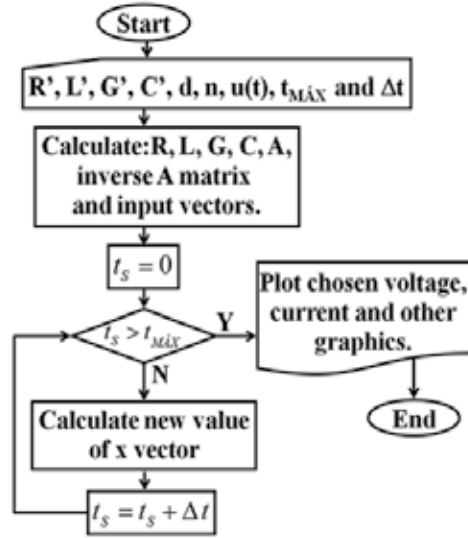 Start
R', L', G', C', d, n, u(t), tMÁX and Δt
Calculate:R, L, G, C, A,
inverse A matrix
and input vectors.
tS = 0
tS > tMÁX
Y
N
Plot chosen voltage,
current and other
graphics.
End
Calculate new value
of x vector
tS = tS + Δt